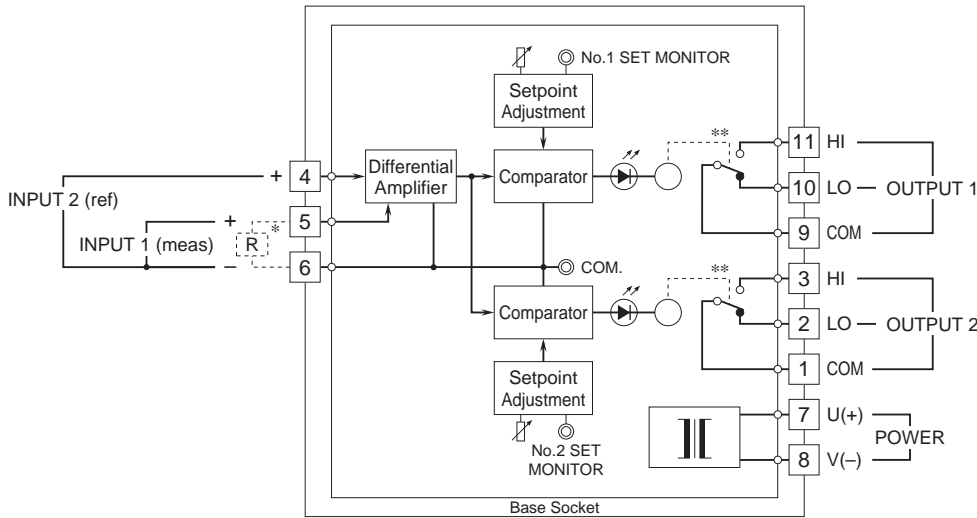 No.1 SET MONITOR
Setpoint
Adjustment
**
11 HI
4
+
Differential
Amplifier
Comparator
10 LO
OUTPUT 1
INPUT 2 (ref)
+
5
*
R
INPUT 1 (meas)
9 COM
–
6
COM.
**
3 HI
Comparator
2 LO
OUTPUT 2
1 COM
Setpoint
Adjustment
7 U(+)
POWER
No.2 SET
MONITOR
8 V(–)
Base Socket